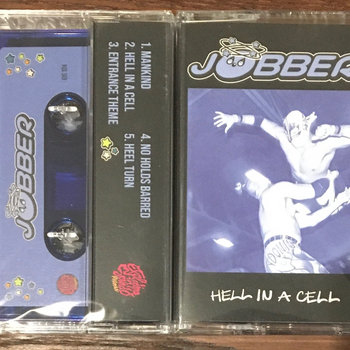 JOBBER
1. MANKIND
2. HELL IN A CELL
3. ENTRANCE THEME
4. NO HOLDS BARRED
5. HEEL TURN
JOBBER
HELL IN A CELL